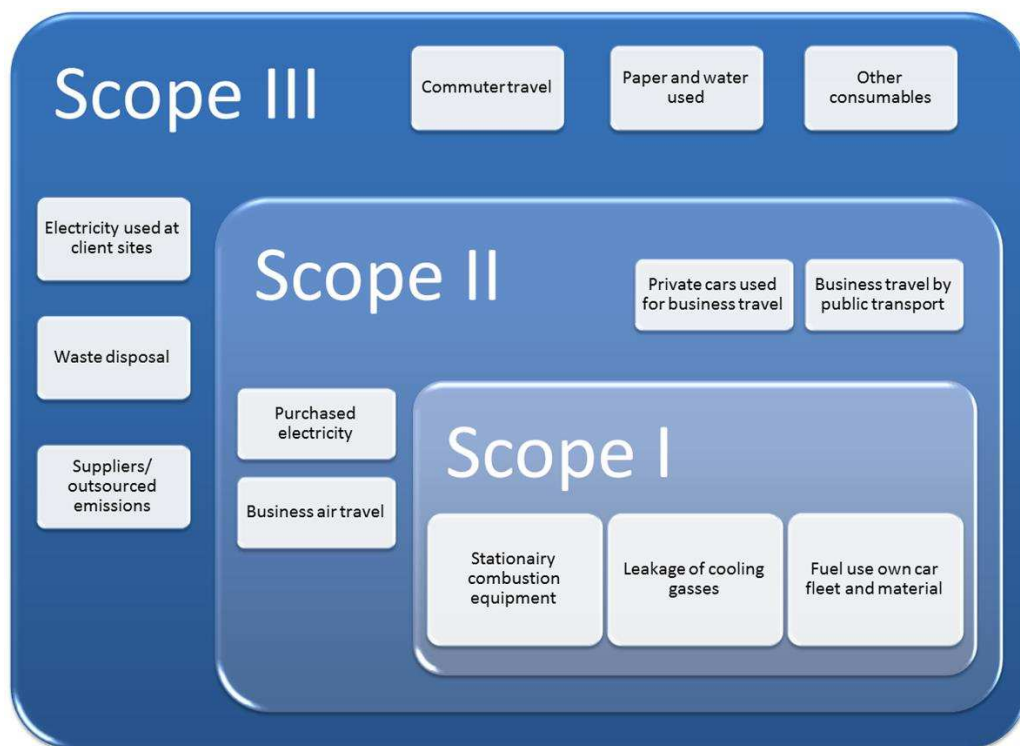 Scope III
Commuter travel
Paper and water
used
Other
consumables
Electricity used at
client sites
Waste disposal
Suppliers/
outsourced
emissions
Scope II
Private cars used
for business travel
Business travel by
public transport
Purchased
electricity
Business air travel
Scope I
Stationairy
combustion
equipment
Leakage of cooling
gasses
Fuel use own car
fleet and material